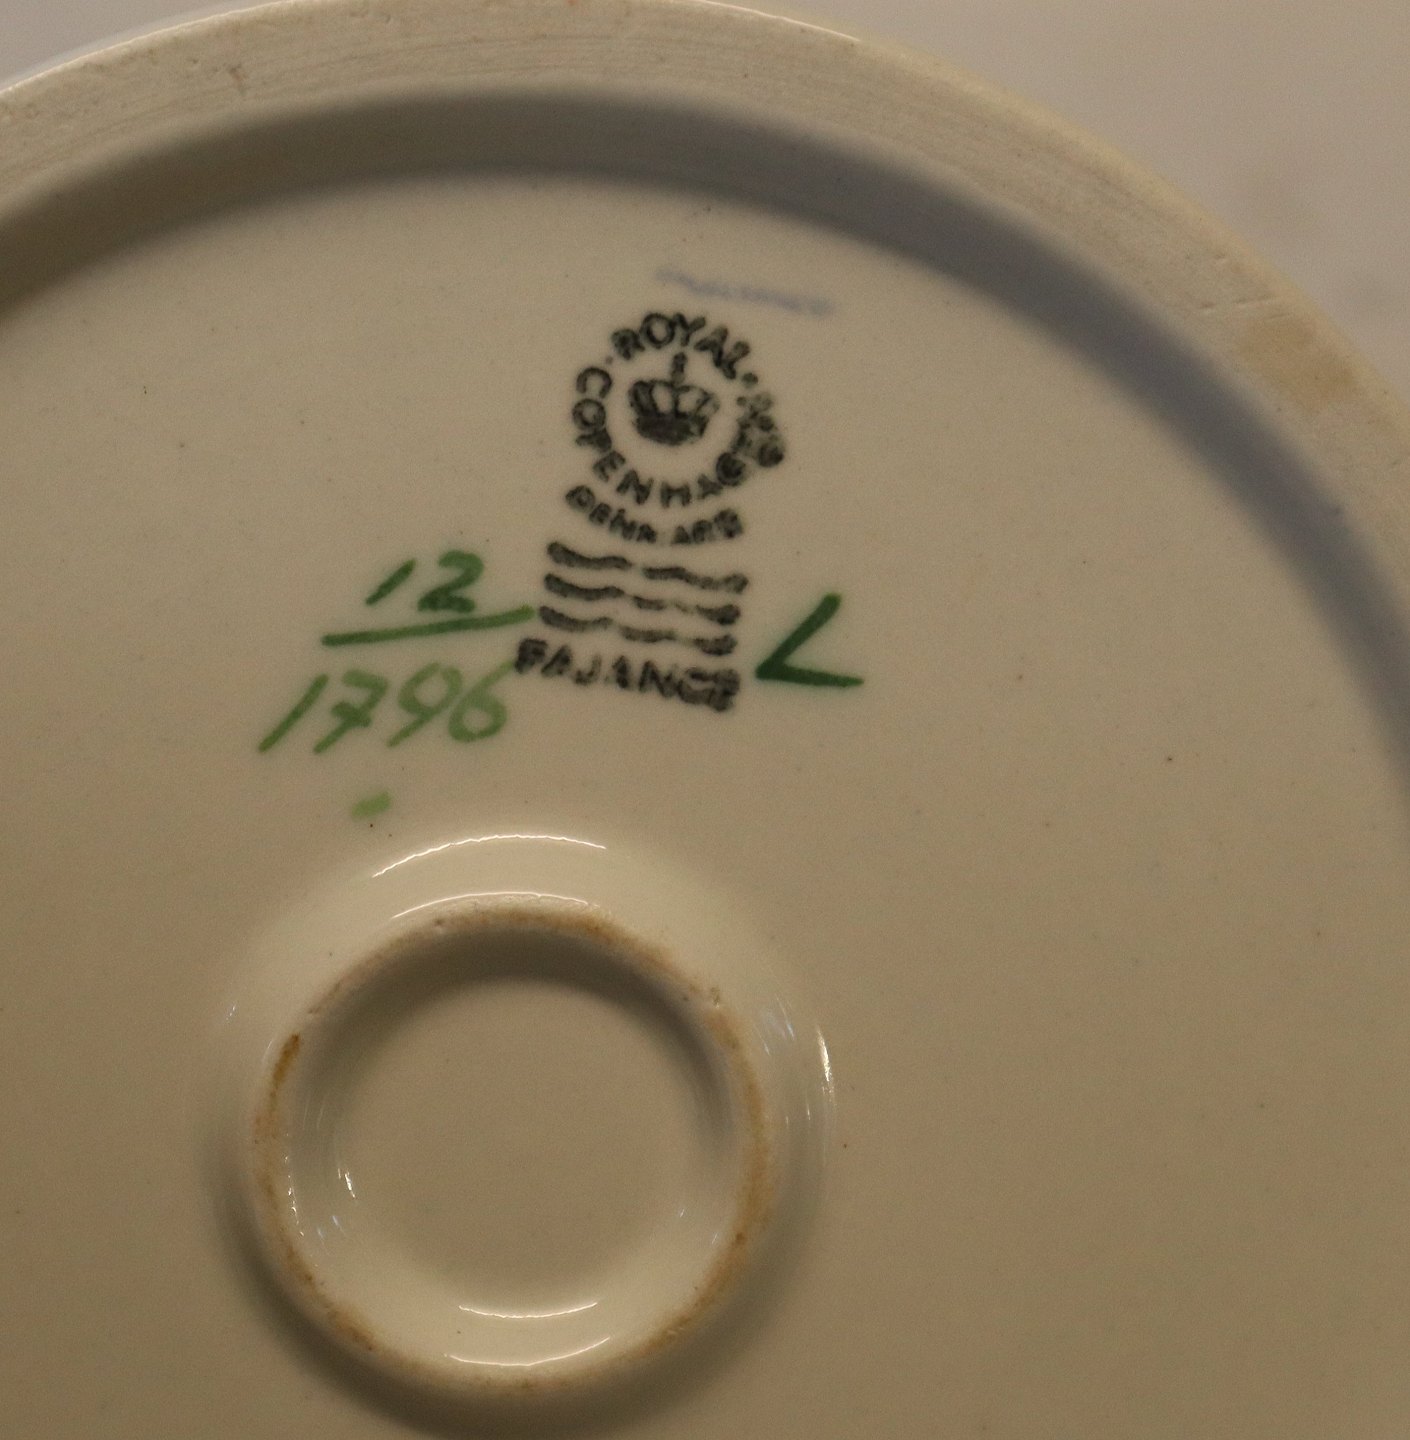 ROYAL
COPENHAGEN
DENMARK
FAJANCE
12
1796
L